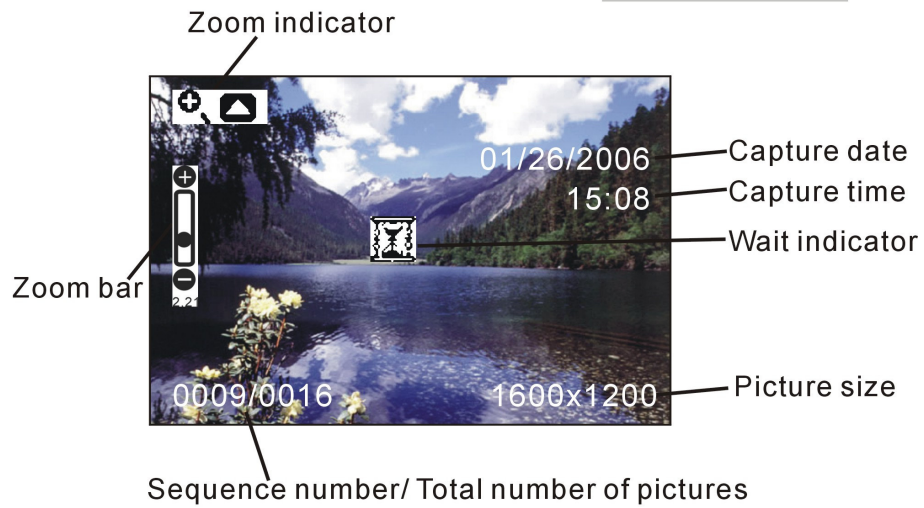 Zoom indicator
01/26/2006
Capture date
15:08
Capture time
Wait indicator
Zoom bar
2.21
0009/0016
1600x1200
Picture size
Sequence number/ Total number of pictures